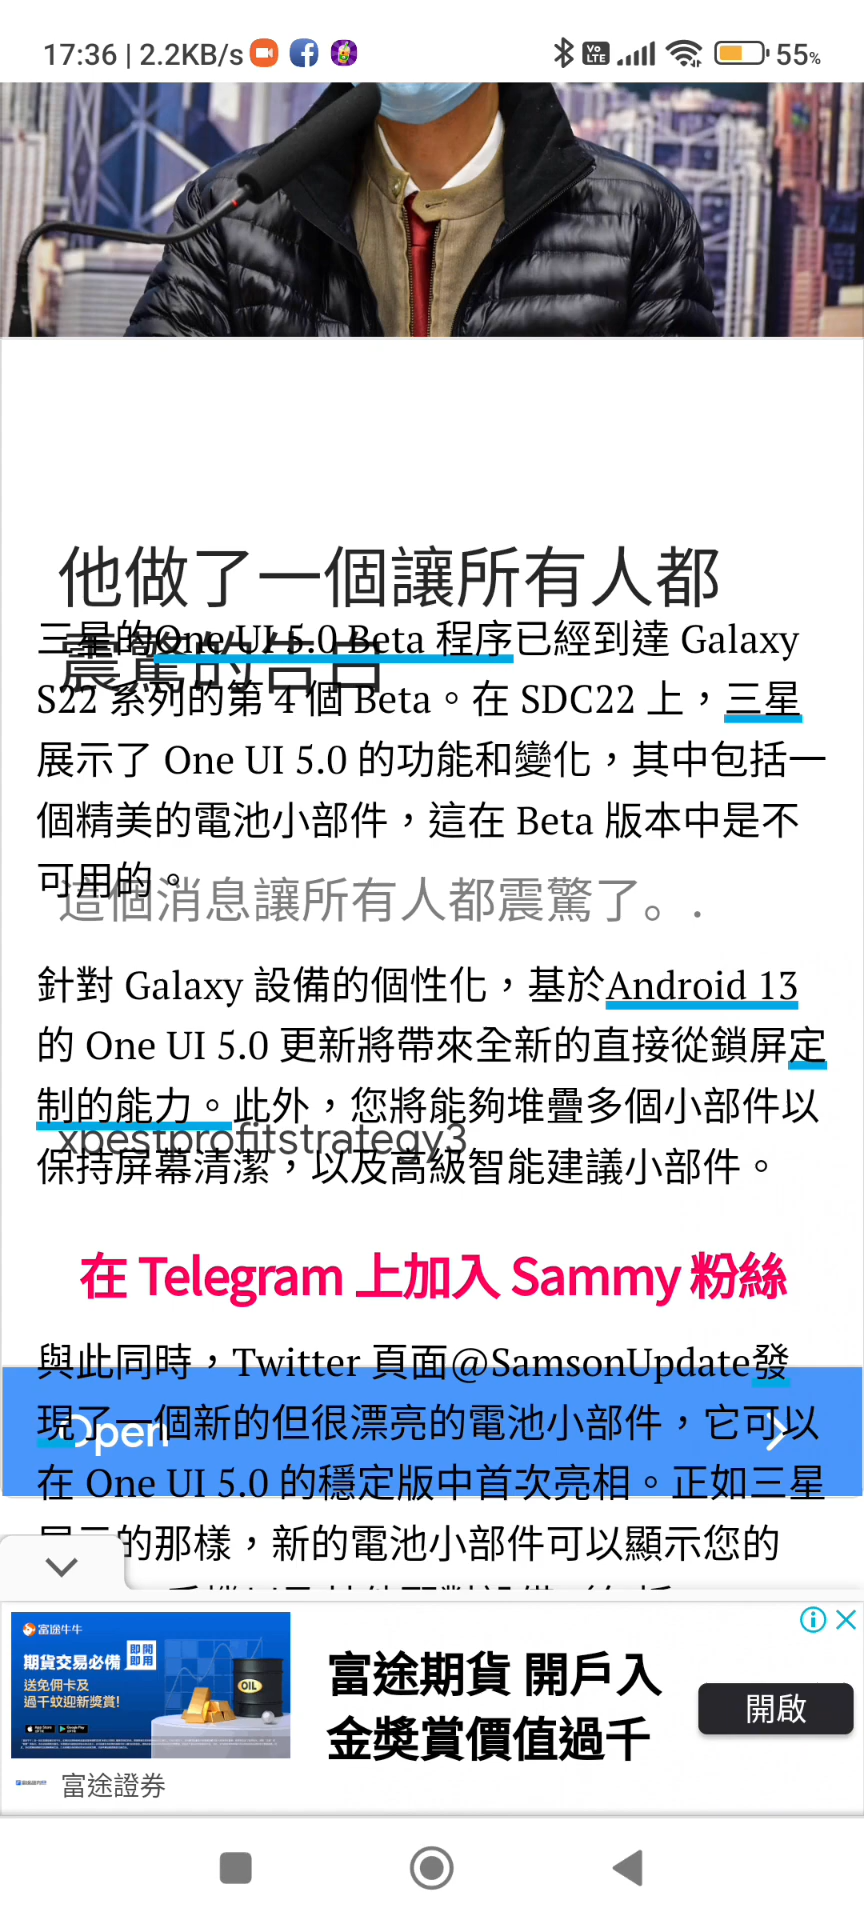 17:36 | 2.2KB/s
Vo LTE
55%
他做了一個讓所有人都
震驚的告白
三星的One UI 5.0 Beta 程序已經到達 Galaxy
S22 系列的第 4 個 Beta。在 SDC22 上，三星
展示了 One UI 5.0 的功能和變化，其中包括一
個精美的電池小部件，這在 Beta 版本中是不
可用的。
這個消息讓所有人都震驚了。.
針對 Galaxy 設備的個性化，基於Android 13
的 One UI 5.0 更新將帶來全新的直接從鎖屏定
制的能力。此外，您將能夠堆疊多個小部件以
xbestprofitstrategy3
保持屏幕清潔，以及高級智能建議小部件。
在 Telegram 上加入 Sammy 粉絲
與此同時，Twitter 頁面@SamsonUpdate發
現了一個新的但很漂亮的電池小部件，它可以
Open
在 One UI 5.0 的穩定版中首次亮相。正如三星
的那樣，新的電池小部件可以顯示您的
富途牛牛
期貨交易必備 即開即用
送免佣卡及
過千蚊迎新獎賞!
OIL
富途期貨 開戶入
金獎賞價值過千
開啟
富途證券